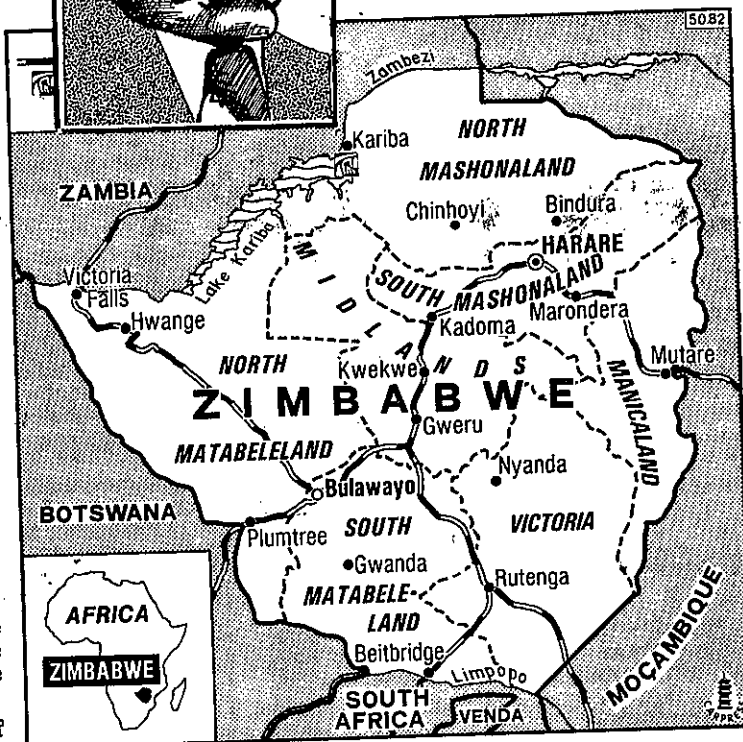 50.82
Zambezi
Kariba
NORTH
MASHONALAND
ZAMBIA
Chinhoyi
Bindura
HARARE
Lake Kariba
MIDLANDS
SOUTH MASHONALAND
Victoria
Falls
Marondera
Kadoma
Hwange
Mutare
NORTH
Kwekwe
ZIMBABWE
MANICALAND
Gweru
MATABELELAND
Nyanda
Bulawayo
BOTSWANA
Plumtree
SOUTH
VICTORIA
Gwanda
Rutenga
MATABELE-
LAND
AFRICA
ZIMBABWE
Beitbridge
Limpopo
MOÇAMBIQUE
SOUTH
AFRICA
VENDA